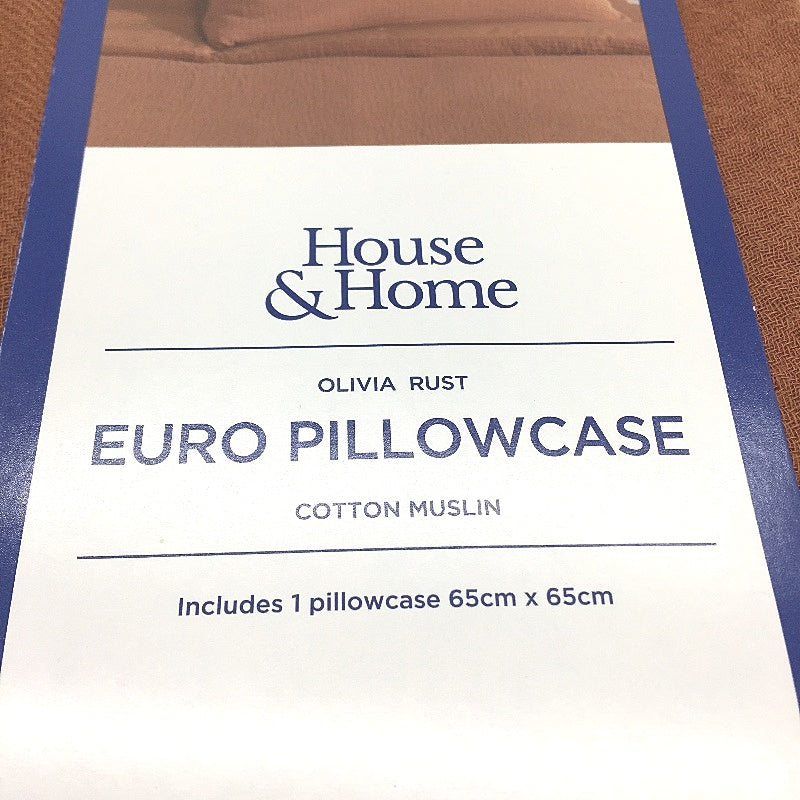 House
& Home
OLIVIA RUST
EURO PILLOWCASE
COTTON MUSLIN
Includes 1 pillowcase 65cm x 65cm